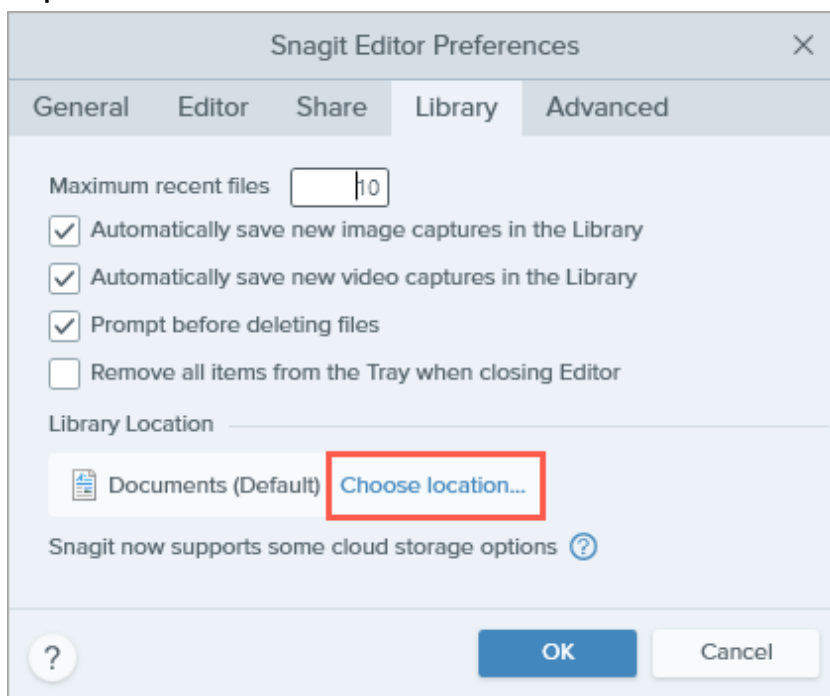 Snagit Editor Preferences
General Editor Share Library Advanced
Maximum recent files 10
Automatically save new image captures in the Library
Automatically save new video captures in the Library
Prompt before deleting files
Remove all items from the Tray when closing Editor
Library Location
Documents (Default) Choose location...
Snagit now supports some cloud storage options ?
? OK Cancel